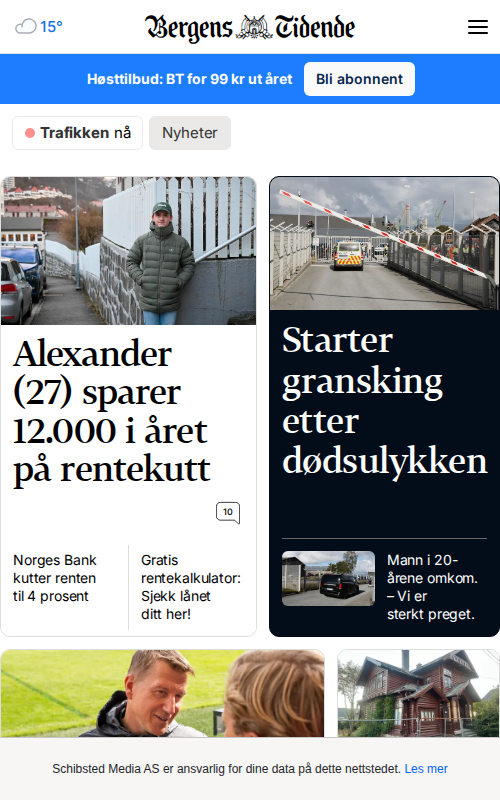 15°
Bergens Tidende
Høsttilbud: BT for 99 kr ut året
Bli abonnent
Trafikken nå
Nyheter
Alexander
(27) sparer
12.000 i året
på rentekutt
10
Norges Bank
kutter renten
til 4 prosent
Gratis
rentekalkulator:
Sjekk lånet
ditt her!
Starter
gransking
etter
dødsulykken
Mann i 20-
årene omkom.
– Vi er
sterkt preget.
Schibsted Media AS er ansvarlig for dine data på dette nettstedet. Les mer